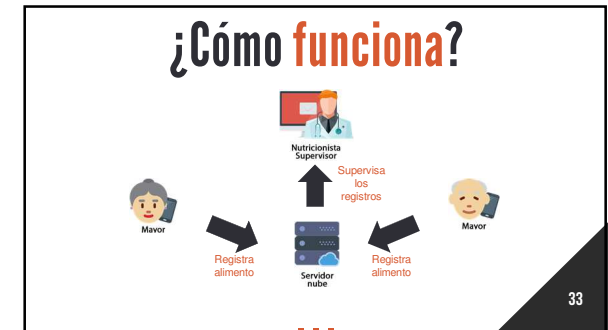 ¿Cómo funciona?
Nutricionista
Supervisor
Supervisa
los
registros
Mayor
Mayor
Registra
alimento
Servidor
nube
Registra
alimento
33